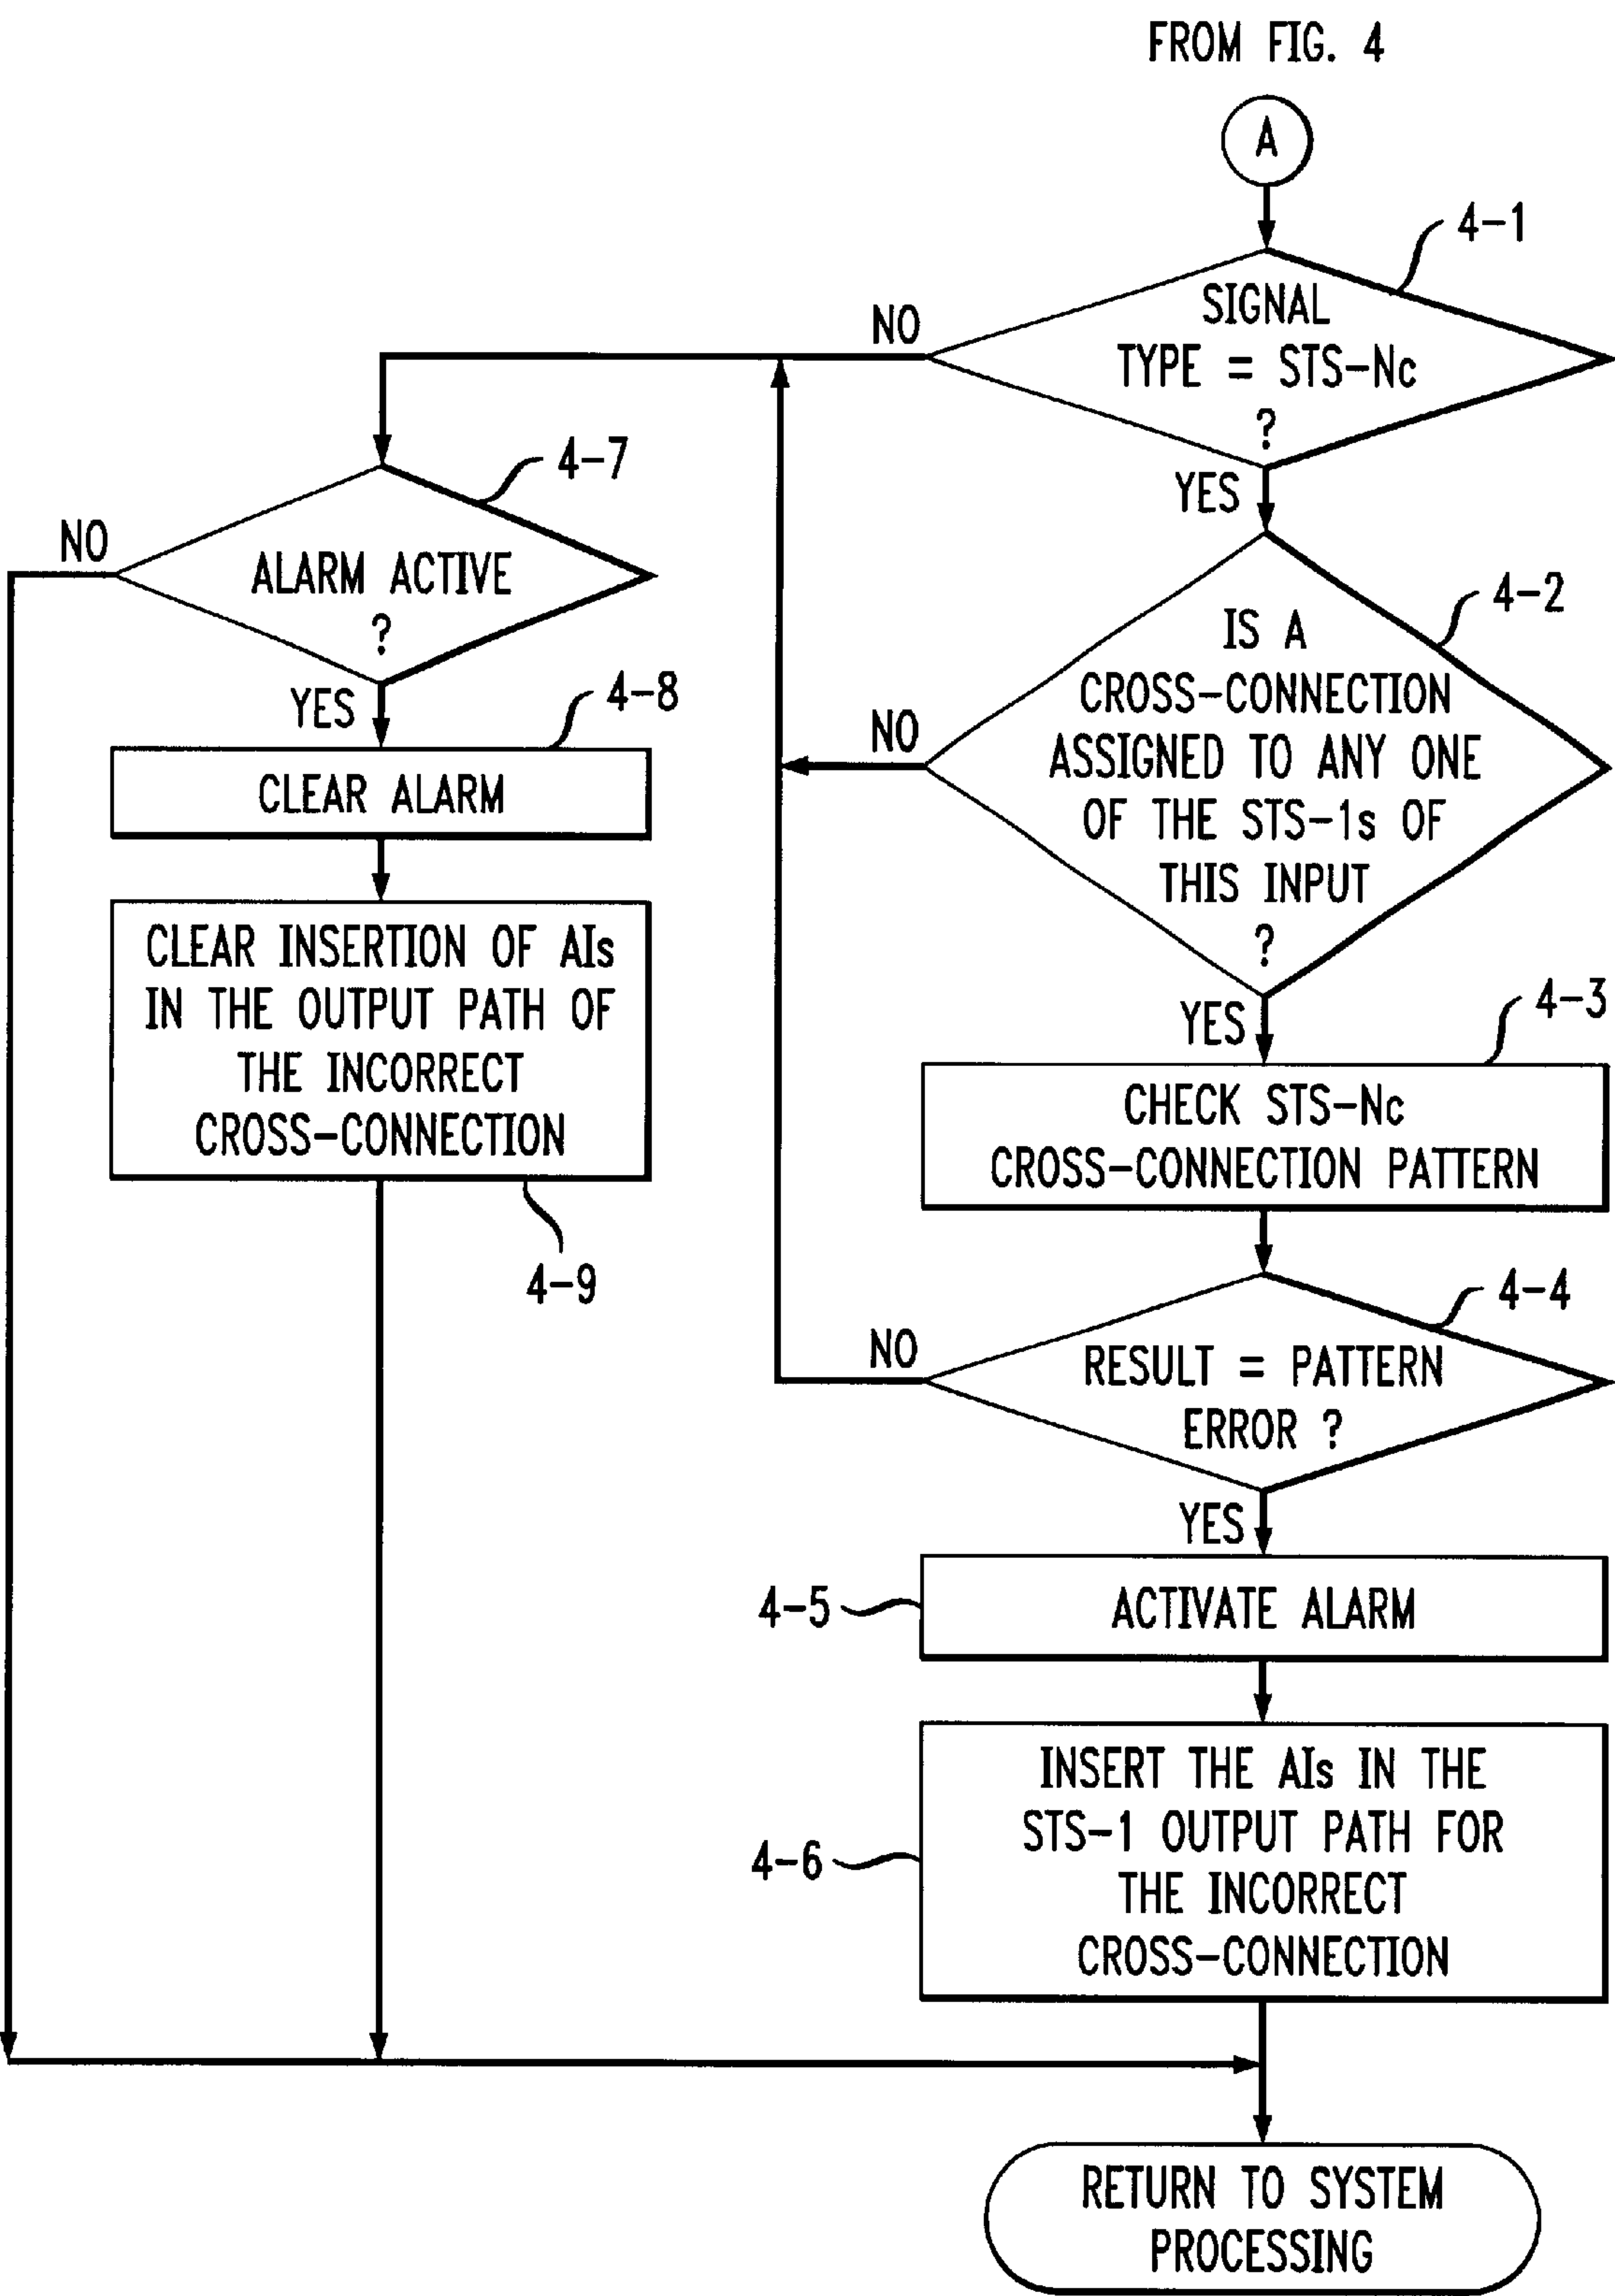 FROM FIG. 4
A
4-1
SIGNAL
TYPE = STS-Nc
?
NO
YES
4-7
ALARM ACTIVE
?
NO
YES
4-2
IS A
CROSS-CONNECTION
ASSIGNED TO ANY ONE
OF THE STS-1s OF
THIS INPUT
?
NO
YES
4-8
CLEAR ALARM
CLEAR INSERTION OF AIs
IN THE OUTPUT PATH OF
THE INCORRECT
CROSS-CONNECTION
4-9
4-3
CHECK STS-Nc
CROSS-CONNECTION PATTERN
4-4
RESULT = PATTERN
ERROR ?
NO
YES
4-5
ACTIVATE ALARM
4-6
INSERT THE AIs IN THE
STS-1 OUTPUT PATH FOR
THE INCORRECT
CROSS-CONNECTION
RETURN TO SYSTEM
PROCESSING